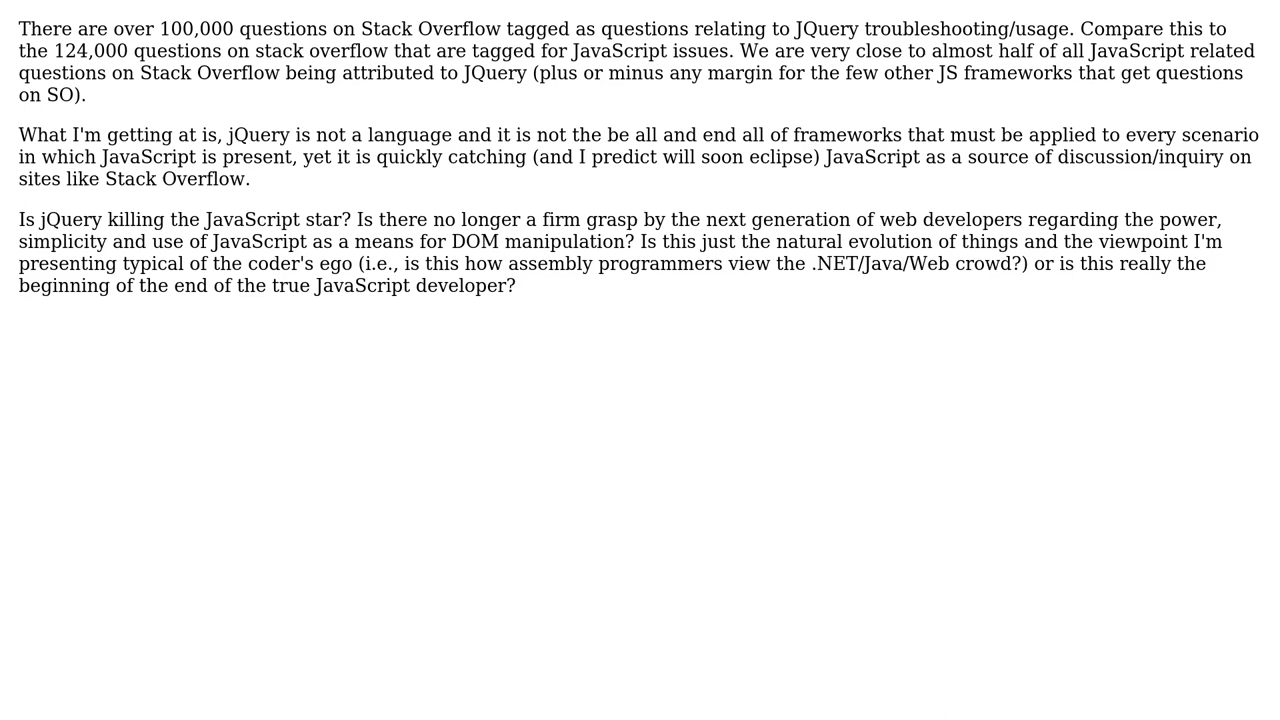 There are over 100,000 questions on Stack Overflow tagged as questions relating to JQuery troubleshooting/usage. Compare this to
the 124,000 questions on stack overflow that are tagged for JavaScript issues. We are very close to almost half of all JavaScript related
questions on Stack Overflow being attributed to JQuery (plus or minus any margin for the few other JS frameworks that get questions
on SO).
What I'm getting at is, jQuery is not a language and it is not the be all and end all of frameworks that must be applied to every scenario
in which JavaScript is present, yet it is quickly catching (and I predict will soon eclipse) JavaScript as a source of discussion/inquiry on
sites like Stack Overflow.
Is jQuery killing the JavaScript star? Is there no longer a firm grasp by the next generation of web developers regarding the power,
simplicity and use of JavaScript as a means for DOM manipulation? Is this just the natural evolution of things and the viewpoint I'm
presenting typical of the coder's ego (i.e., is this how assembly programmers view the .NET/Java/Web crowd?) or is this really the
beginning of the end of the true JavaScript developer?